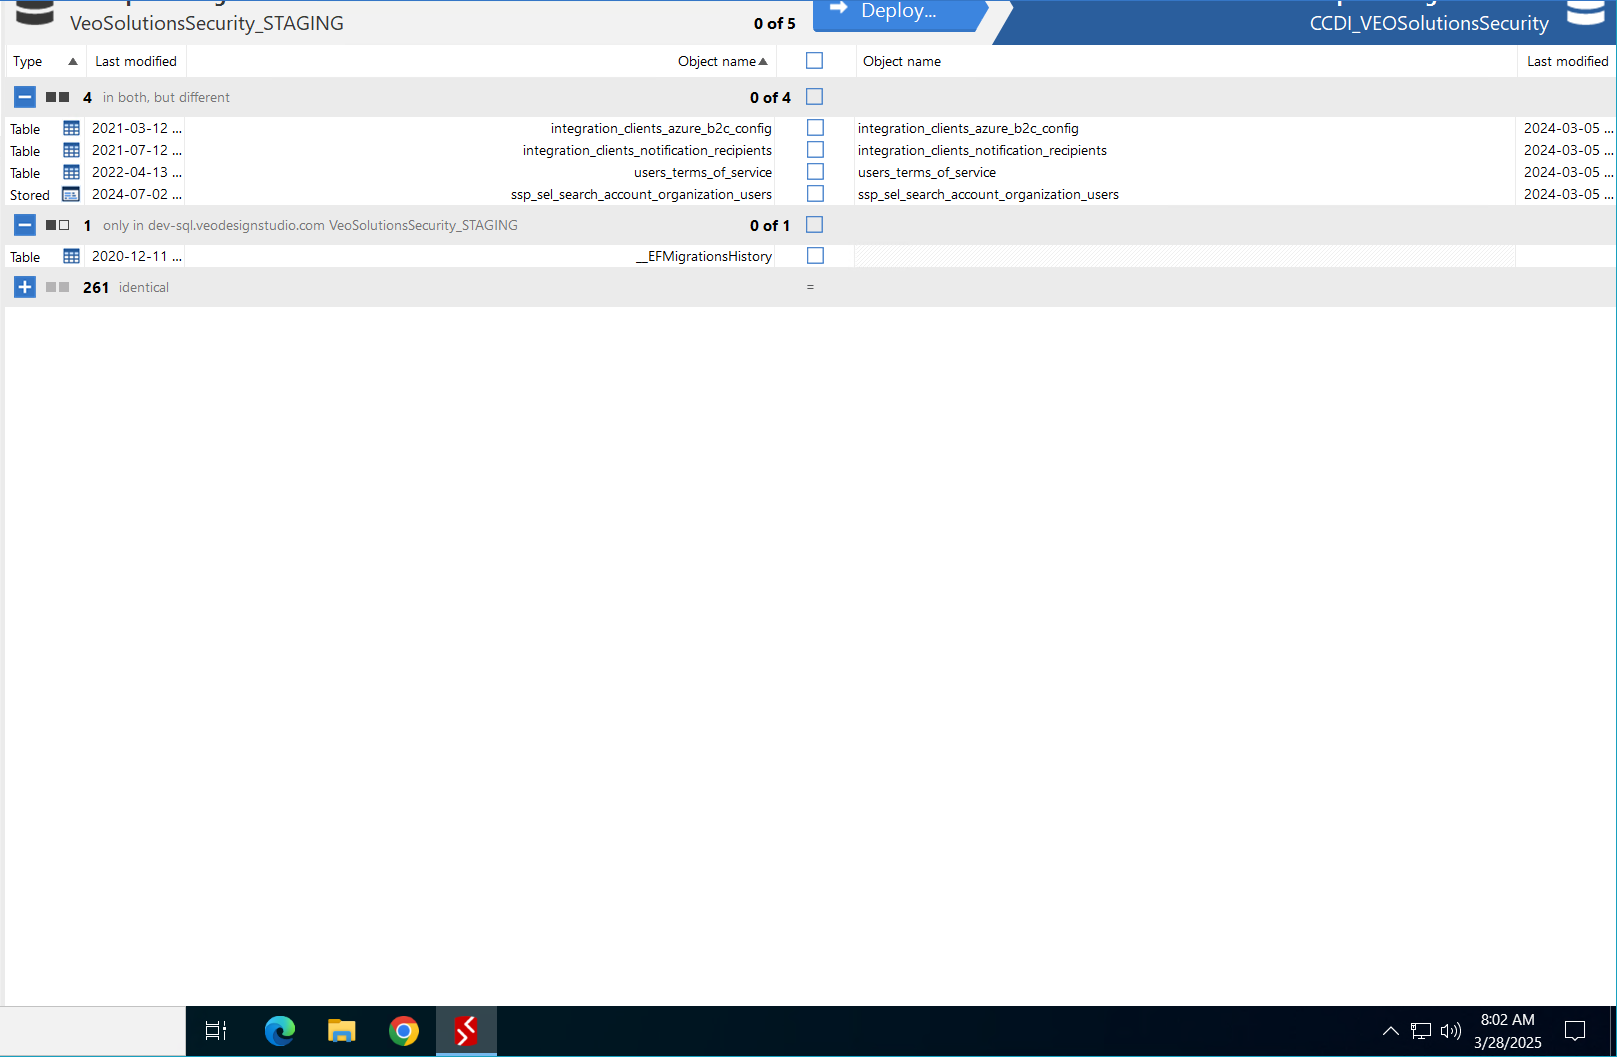 VeoSolutionsSecurity_STAGING
0 of 5
Deploy...
CCDI_VEOSolutionsSecurity
Type Last modified Object name Object name Last modified
4 in both, but different 0 of 4
Table 2021-03-12 ... integration_clients_azure_b2c_config integration_clients_azure_b2c_config 2024-03-05 ...
Table 2021-07-12 ... integration_clients_notification_recipients integration_clients_notification_recipients 2024-03-05 ...
Table 2022-04-13 ... users_terms_of_service users_terms_of_service 2024-03-05 ...
Stored 2024-07-02 ... ssp_sel_search_account_organization_users ssp_sel_search_account_organization_users 2024-03-05 ...
1 only in dev-sql.veodesignstudio.com VeoSolutionsSecurity_STAGING 0 of 1
Table 2020-12-11 ... __EFMigrationsHistory
261 identical =
8:02 AM
3/28/2025